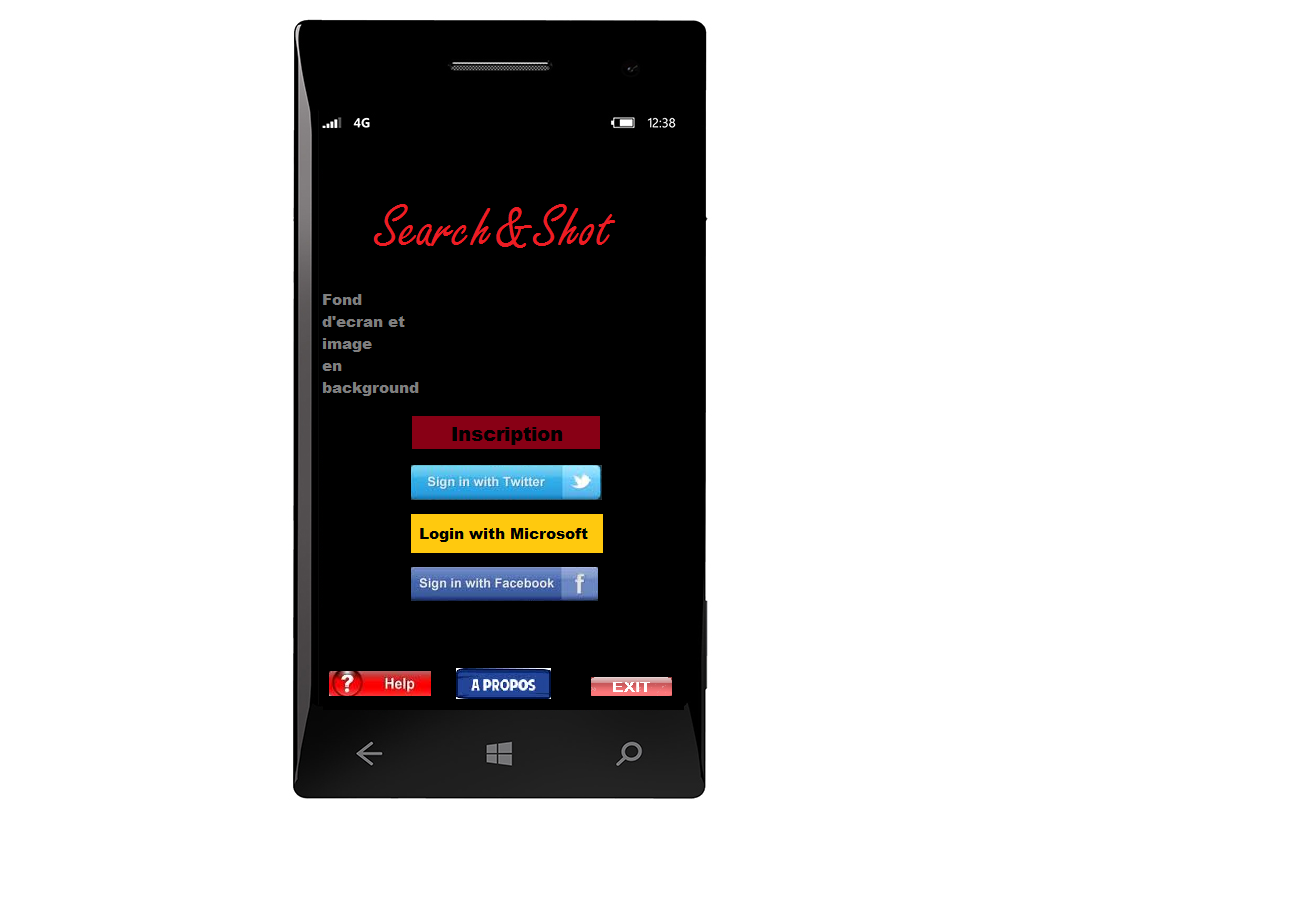 4G 12:38
Search&Shot
Fond
d'ecran et
image
en
background
Inscription
Sign in with Twitter
Login with Microsoft
Sign in with Facebook f
? Help A PROPOS EXIT